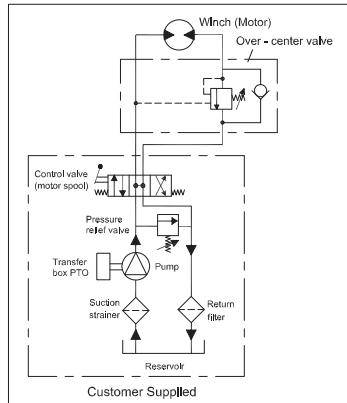 Winch (Motor)
Over - center valve
Control valve
(motor spool)
Pressure
relief valve
Transfer
box PTO
Pump
Suction
strainer
Return
filter
Reservoir
Customer Supplied